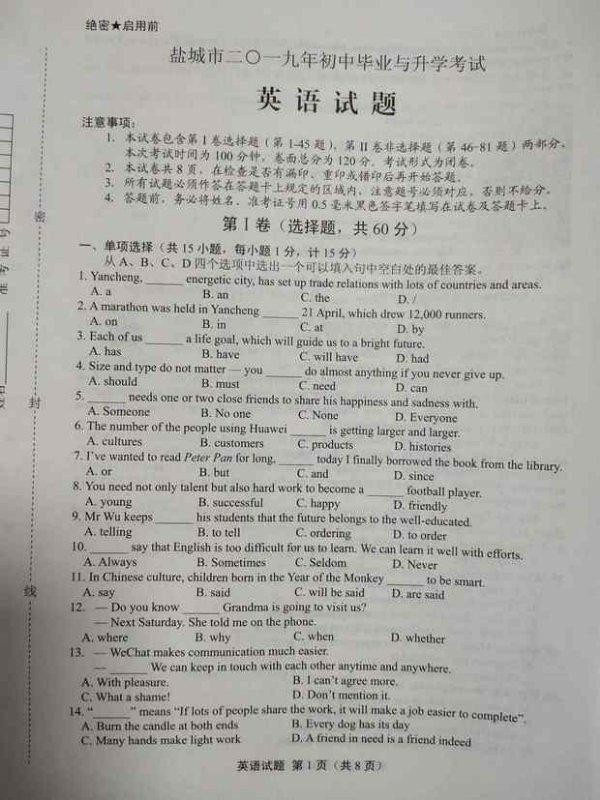 绝密★启用前
盐城市二〇一九年初中毕业与升学考试
英语试题
注意事项：
1. 本试卷包含第Ⅰ卷选择题（第1-45题）、第Ⅱ卷非选择题（第46-81题）两部分。
本次考试时间为100分钟，卷面总分为120分，考试形式为闭卷。
2. 本试卷共8页，在检查是否有漏印、重印或错印后再开始答题。
3. 所有试题必须作答在答题卡上规定的区域内，注意题号必须对应，否则不给分。
4. 答题前，务必将姓名、准考证号用0.5毫米黑色签字笔填写在试卷及答题卡上。
第Ⅰ卷（选择题，共60分）
一、单项选择（共15小题，每小题1分，计15分）
从A、B、C、D四个选项中选出一个可以填入句中空白处的最佳答案。
1. Yancheng, ______ energetic city, has set up trade relations with lots of countries and areas.
A. a B. an C. the D. /
2. A marathon was held in Yancheng ______ 21 April, which drew 12,000 runners.
A. on B. in C. at D. by
3. Each of us ______ a life goal, which will guide us to a bright future.
A. has B. have C. will have D. had
4. Size and type do not matter — you ______ do almost anything if you never give up.
A. should B. must C. need D. can
5. ______ needs one or two close friends to share his happiness and sadness with.
A. Someone B. No one C. None D. Everyone
6. The number of the people using Huawei ______ is getting larger and larger.
A. cultures B. customers C. products D. histories
7. I've wanted to read Peter Pan for long, ______ today I finally borrowed the book from the library.
A. or B. but C. and D. since
8. You need not only talent but also hard work to become a ______ football player.
A. young B. successful C. happy D. friendly
9. Mr Wu keeps ______ his students that the future belongs to the well-educated.
A. telling B. to tell C. ordering D. to order
10. ______ say that English is too difficult for us to learn. We can learn it well with efforts.
A. Always B. Sometimes C. Seldom D. Never
11. In Chinese culture, children born in the Year of the Monkey ______ to be smart.
A. say B. said C. will be said D. are said
12. — Do you know ______ Grandma is going to visit us?
— Next Saturday. She told me on the phone.
A. where B. why C. when D. whether
13. — WeChat makes communication much easier.
— ______ We can keep in touch with each other anytime and anywhere.
A. With pleasure. B. I can't agree more.
C. What a shame! D. Don't mention it.
14. "______" means "If lots of people share the work, it will make a job easier to complete".
A. Burn the candle at both ends B. Every dog has its day
C. Many hands make light work D. A friend in need is a friend indeed
英语试题 第1页（共8页）
密
封
线
准考证号